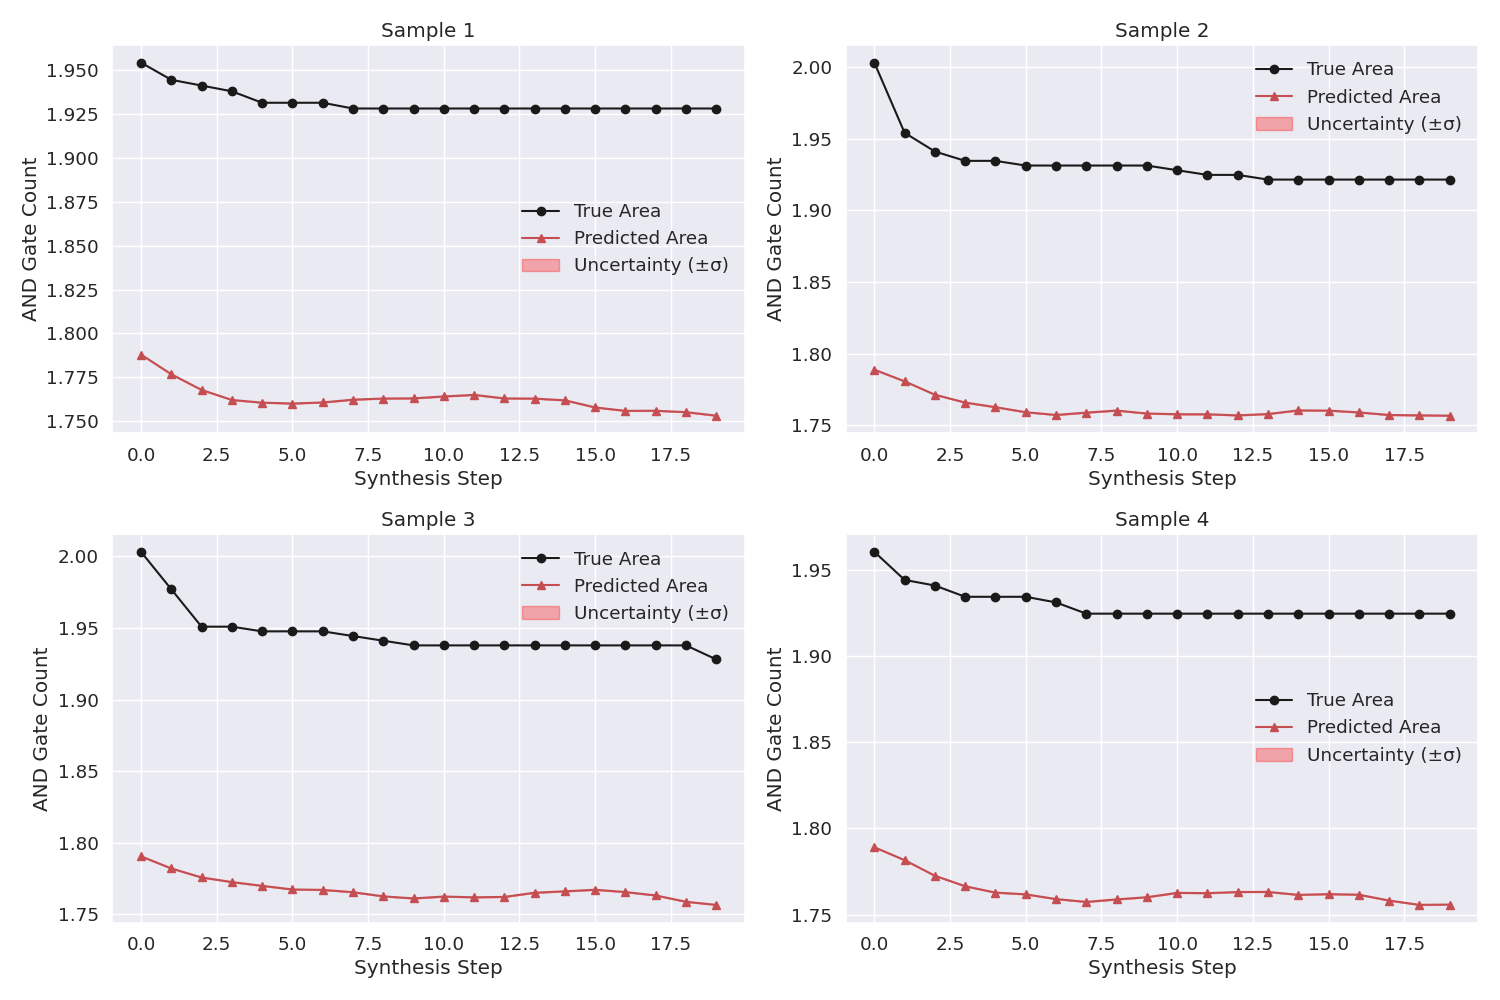 Sample 1
AND Gate Count
1.950
1.925
1.900
1.875
1.850
1.825
1.800
1.775
1.750
True Area
Predicted Area
Uncertainty (±σ)
0.0 2.5 5.0 7.5 10.0 12.5 15.0 17.5
Synthesis Step
Sample 2
AND Gate Count
2.00
1.95
1.90
1.85
1.80
1.75
True Area
Predicted Area
Uncertainty (±σ)
0.0 2.5 5.0 7.5 10.0 12.5 15.0 17.5
Synthesis Step
Sample 3
AND Gate Count
2.00
1.95
1.90
1.85
1.80
1.75
True Area
Predicted Area
Uncertainty (±σ)
0.0 2.5 5.0 7.5 10.0 12.5 15.0 17.5
Synthesis Step
Sample 4
AND Gate Count
1.95
1.90
1.85
1.80
1.75
True Area
Predicted Area
Uncertainty (±σ)
0.0 2.5 5.0 7.5 10.0 12.5 15.0 17.5
Synthesis Step